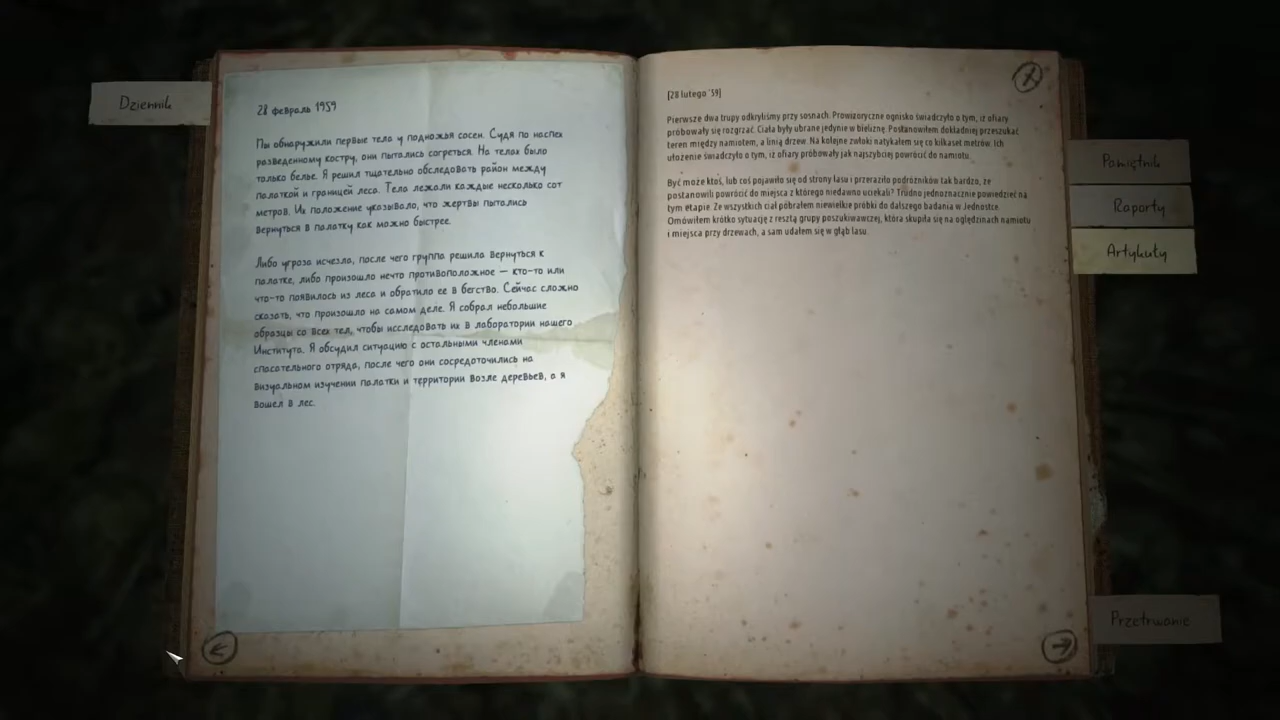 Dziennik
28 февраль 1959
Мы обнаружили первые тела у подножья сосен. Судя по наспех
разведенному костру, они пытались согреться. На телах было
только белье. Я решил тщательно обследовать район между
палаткой и границей леса. Тела лежали каждые несколько сот
метров. Их положение указывало, что жертвы пытались
вернуться в палатку как можно быстрее.
Либо угроза исчезла, после чего группа решила вернуться к
палатке, либо произошло нечто противоположное — кто-то или
что-то появилось из леса и обратило ее в бегство. Сейчас сложно
сказать, что произошло на самом деле. Я собрал небольшие
образцы со всех тел, чтобы исследовать их в лаборатории нашего
Института. Я обсудил ситуацию с остальными членами
спасательного отряда, после чего они сосредоточились на
визуальном изучении палатки и территории возле деревьев, а я
вошел в лес.
[28 lutego '59]
Pierwsze dwa trupy odkryliśmy przy sosnach. Prowizoryczne ognisko świadczyło o tym, iż ofiary
próbowały się rozgrzać. Ciała były ubrane jedynie w bieliznę. Postanowiłem dokładniej przeszukać
teren między namiotem, a linią drzew. Na kolejne zwłoki natykałem się co kilkaset metrów. Ich
ułożenie świadczyło o tym, iż ofiary próbowały jak najszybciej powrócić do namiotu.
Być może ktoś, lub coś pojawiło się od strony lasu i przeraziło podróżników tak bardzo, że
postanowili powrócić do miejsca z którego niedawno uciekali? Trudno jednoznacznie powiedzieć na
tym etapie. Ze wszystkich ciał pobrałem niewielkie próbki do dalszego badania w Jednostce.
Omówiłem krótko sytuację z resztą grupy poszukiwawczej, która skupiła się na oględzinach namiotu
i miejsca przy drzewach, a sam udałem się w głąb lasu.
Pamiętnik
Raporty
Artykuły
Przetrwanie